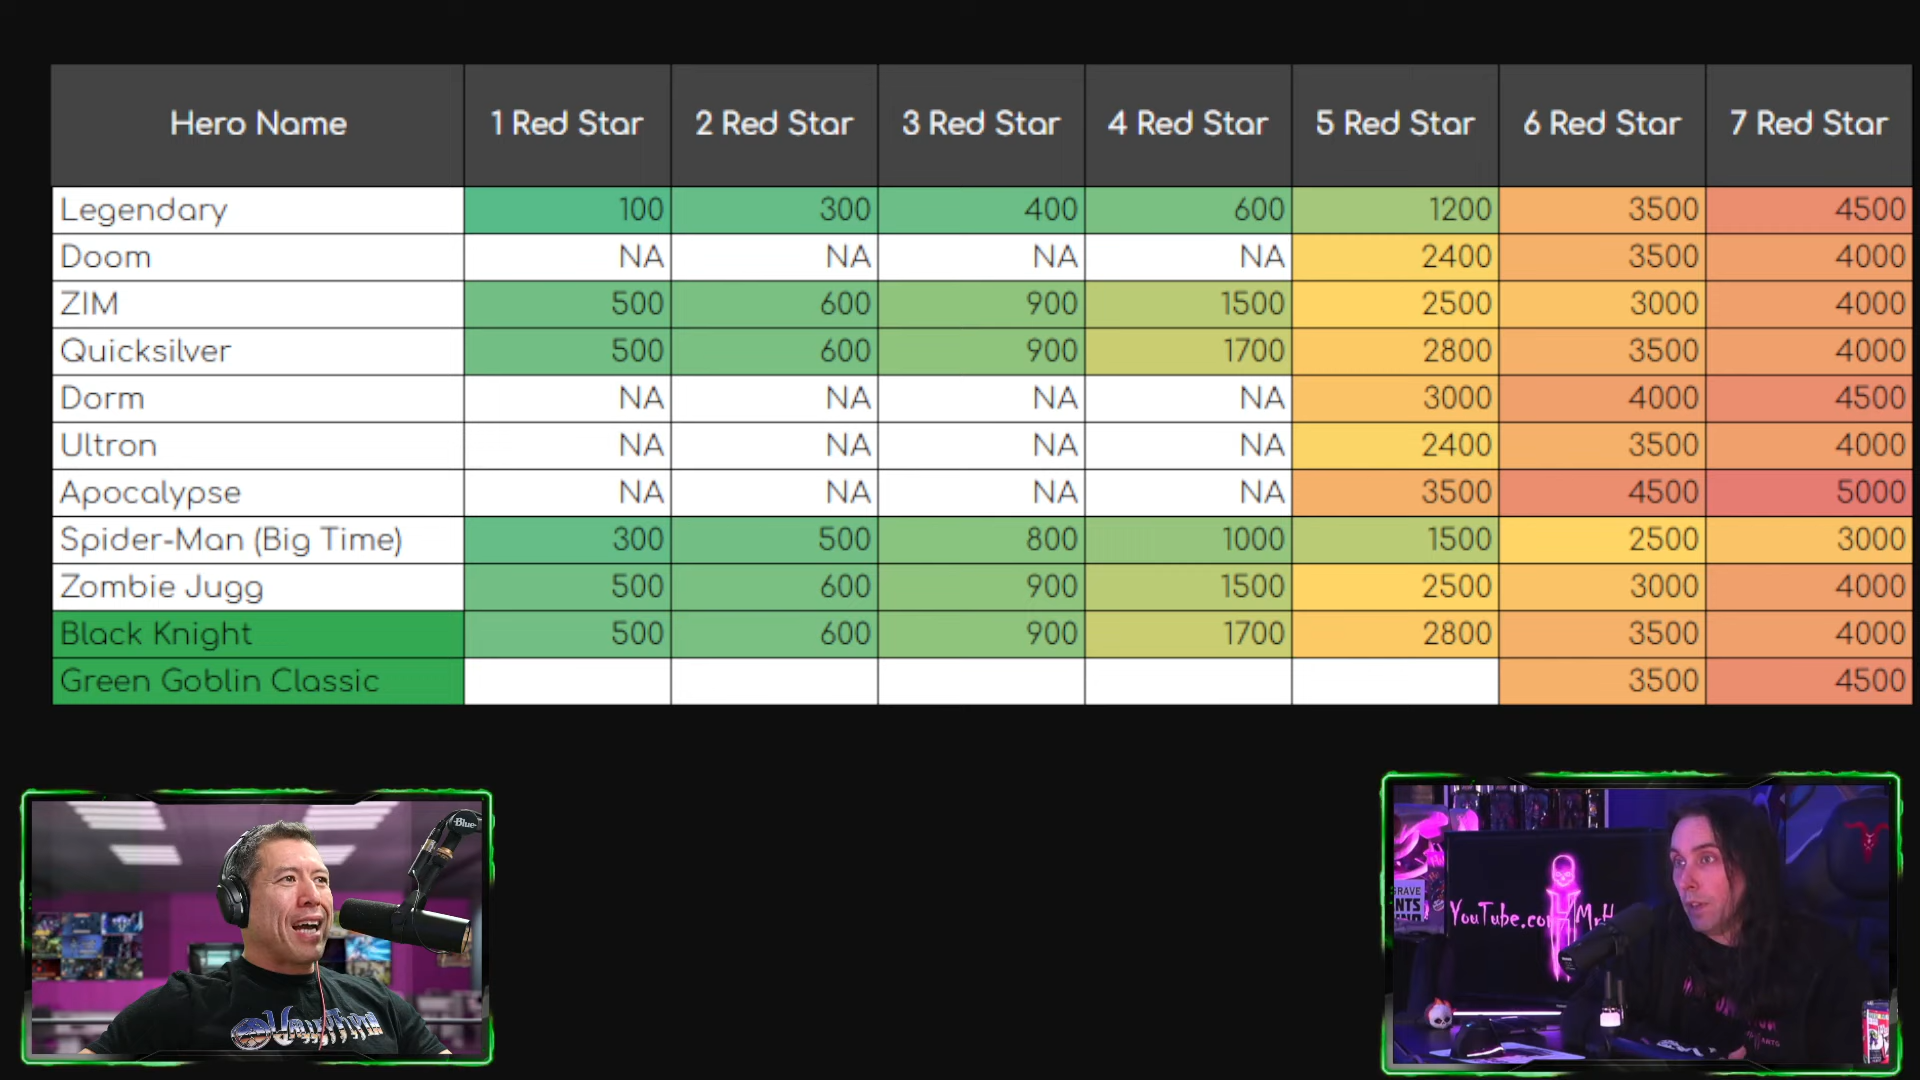 Hero Name 1 Red Star 2 Red Star 3 Red Star 4 Red Star 5 Red Star 6 Red Star 7 Red Star
Legendary 100 300 400 600 1200 3500 4500
Doom NA NA NA NA 2400 3500 4000
ZIM 500 600 900 1500 2500 3000 4000
Quicksilver 500 600 900 1700 2800 3500 4000
Dorm NA NA NA NA 3000 4000 4500
Ultron NA NA NA NA 2400 3500 4000
Apocalypse NA NA NA NA 3500 4500 5000
Spider-Man (Big Time) 300 500 800 1000 1500 2500 3000
Zombie Jugg 500 600 900 1500 2500 3000 4000
Black Knight 500 600 900 1700 2800 3500 4000
Green Goblin Classic 3500 4500
Blue
YouTube.com/MrH